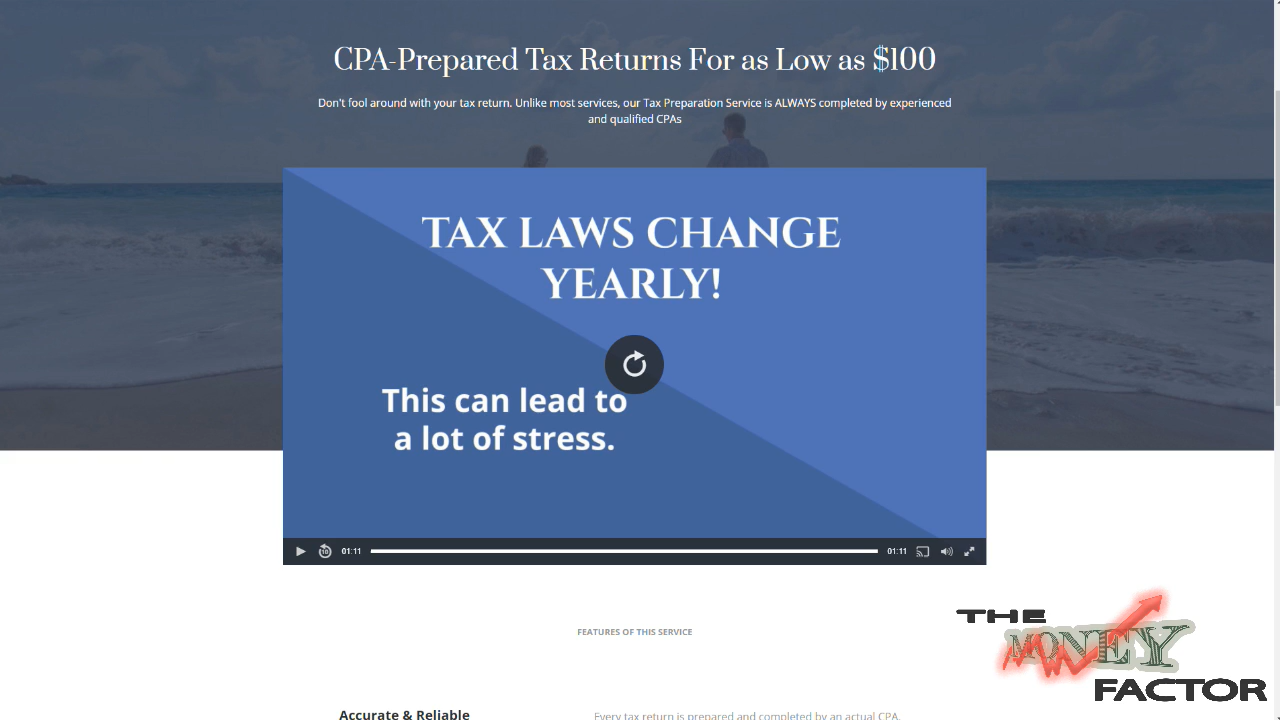 CPA-Prepared Tax Returns For as Low as $100
Don't fool around with your tax return. Unlike most services, our Tax Preparation Service is ALWAYS completed by experienced
and qualified CPAs
TAX LAWS CHANGE
YEARLY!
This can lead to
a lot of stress.
10
01:11
01:11
FEATURES OF THIS SERVICE
THE
MONEY
FACTOR
Accurate & Reliable
Every tax return is prepared and completed by an actual CPA.